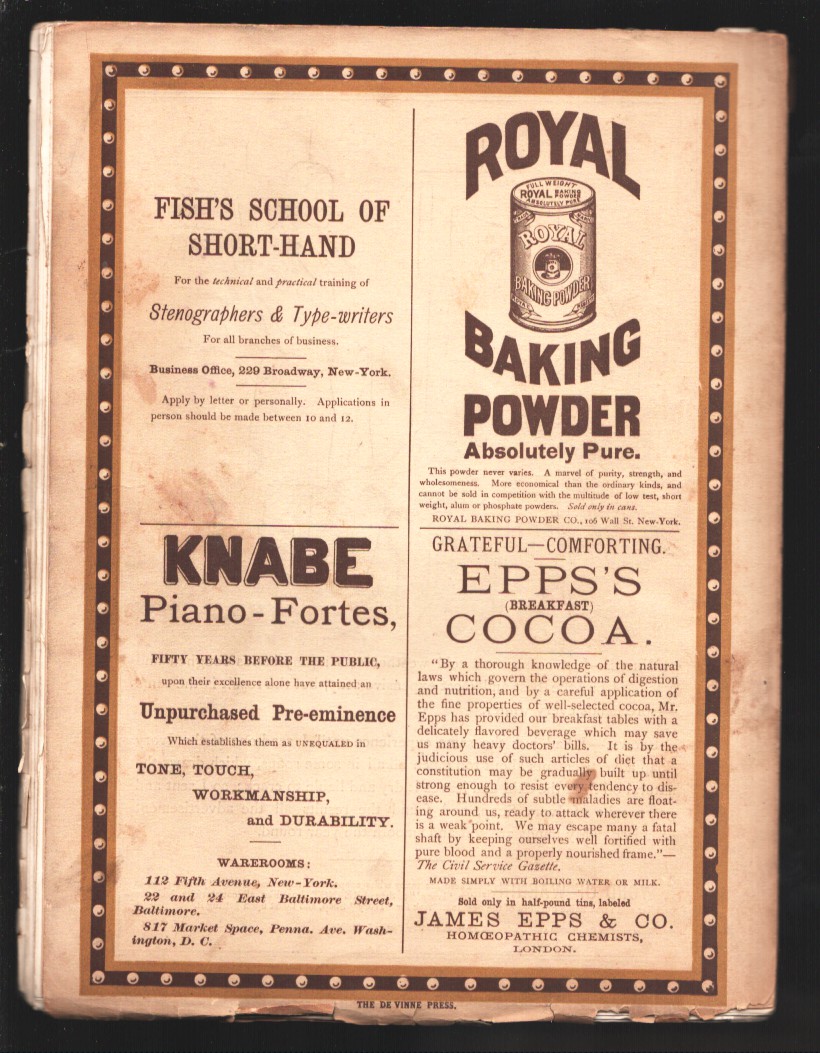 FISH'S SCHOOL OF
SHORT-HAND
For the technical and practical training of
Stenographers & Type-writers
For all branches of business.
Business Office, 229 Broadway, New-York.
Apply by letter or personally. Applications in
person should be made between 10 and 12.
KNABE
Piano-Fortes,
FIFTY YEARS BEFORE THE PUBLIC,
upon their excellence alone have attained an
Unpurchased Pre-eminence
Which establishes them as UNEQUALED in
TONE, TOUCH,
WORKMANSHIP,
and DURABILITY.
WAREROOMS:
112 Fifth Avenue, New-York.
22 and 24 East Baltimore Street,
Baltimore.
817 Market Space, Penna. Ave. Wash-
ington, D. C.
ROYAL
FULL WEIGHT
ROYAL BAKING POWDER
ABSOLUTELY PURE
ROYAL
BAKING POWDER
BAKING
POWDER
Absolutely Pure.
This powder never varies. A marvel of purity, strength, and
wholesomeness. More economical than the ordinary kinds, and
cannot be sold in competition with the multitude of low test, short
weight, alum or phosphate powders. Sold only in cans.
ROYAL BAKING POWDER CO., 106 Wall St. New-York.
GRATEFUL—COMFORTING.
EPPS'S
(BREAKFAST)
COCOA.
"By a thorough knowledge of the natural
laws which govern the operations of digestion
and nutrition, and by a careful application of
the fine properties of well-selected cocoa, Mr.
Epps has provided our breakfast tables with a
delicately flavored beverage which may save
us many heavy doctors' bills. It is by the
judicious use of such articles of diet that a
constitution may be gradually built up until
strong enough to resist every tendency to dis-
ease. Hundreds of subtle maladies are float-
ing around us, ready to attack wherever there
is a weak point. We may escape many a fatal
shaft by keeping ourselves well fortified with
pure blood and a properly nourished frame."—
The Civil Service Gazette.
MADE SIMPLY WITH BOILING WATER OR MILK.
Sold only in half-pound tins, labeled
JAMES EPPS & CO.
HOMŒOPATHIC CHEMISTS,
LONDON.
THE DE VINNE PRESS.